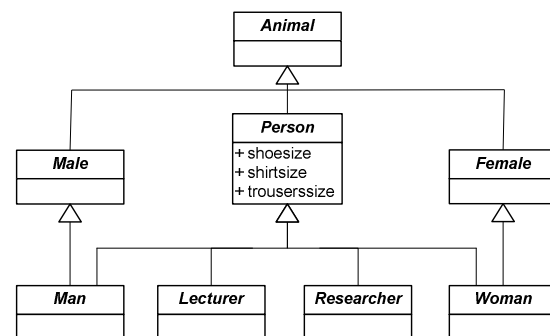 Animal
Person
+ shoesize
+ shirtsize
+ trouserssize
Male
Female
Man
Lecturer
Researcher
Woman